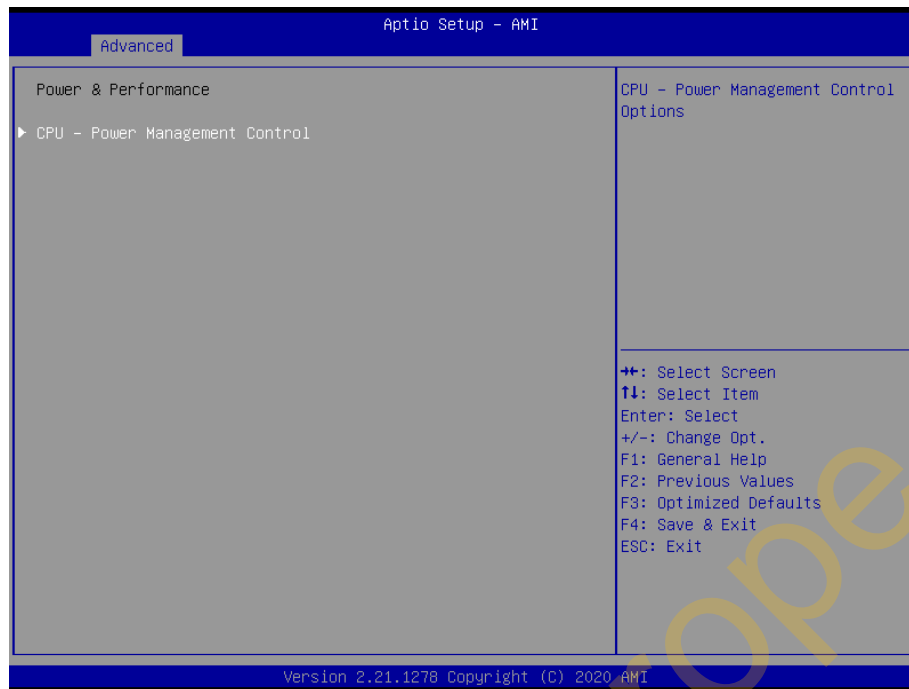 Aptio Setup – AMI
Advanced
Power & Performance
▶ CPU – Power Management Control
CPU – Power Management Control
Options
→←: Select Screen
↑↓: Select Item
Enter: Select
+/-: Change Opt.
F1: General Help
F2: Previous Values
F3: Optimized Defaults
F4: Save & Exit
ESC: Exit
Version 2.21.1278 Copyright (C) 2020 AMI
rope